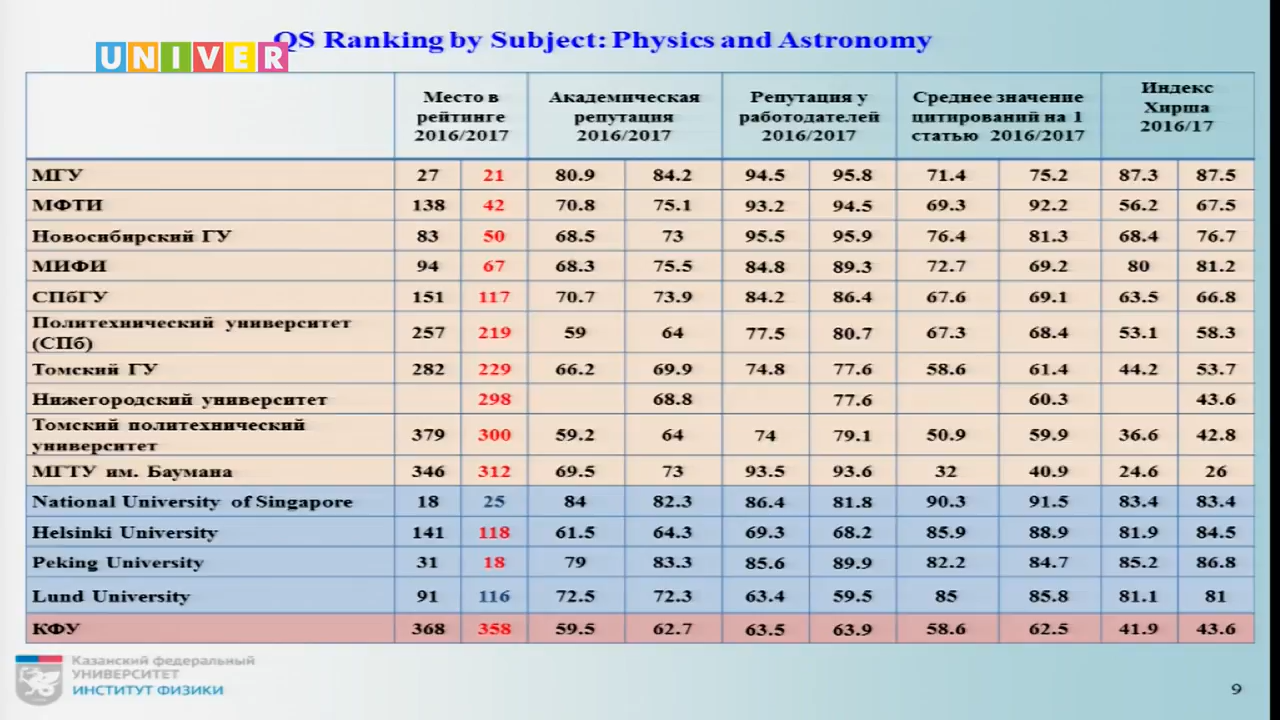 QS Ranking by Subject: Physics and Astronomy
UNIVER
Место в рейтинге 2016/2017 Академическая репутация 2016/2017 Репутация у работодателей 2016/2017 Среднее значение цитирований на 1 статью 2016/2017 Индекс Хирша 2016/17
МГУ 27 21 80.9 84.2 94.5 95.8 71.4 75.2 87.3 87.5
МФТИ 138 42 70.8 75.1 93.2 94.5 69.3 92.2 56.2 67.5
Новосибирский ГУ 83 50 68.5 73 95.5 95.9 76.4 81.3 68.4 76.7
МИФИ 94 67 68.3 75.5 84.8 89.3 72.7 69.2 80 81.2
СПбГУ 151 117 70.7 73.9 84.2 86.4 67.6 69.1 63.5 66.8
Политехнический университет (СПб) 257 219 59 64 77.5 80.7 67.3 68.4 53.1 58.3
Томский ГУ 282 229 66.2 69.9 74.8 77.6 58.6 61.4 44.2 53.7
Нижегородский университет 298 68.8 77.6 60.3 43.6
Томский политехнический университет 379 300 59.2 64 74 79.1 50.9 59.9 36.6 42.8
МГТУ им. Баумана 346 312 69.5 73 93.5 93.6 32 40.9 24.6 26
National University of Singapore 18 25 84 82.3 86.4 81.8 90.3 91.5 83.4 83.4
Helsinki University 141 118 61.5 64.3 69.3 68.2 85.9 88.9 81.9 84.5
Peking University 31 18 79 83.3 85.6 89.9 82.2 84.7 85.2 86.8
Lund University 91 116 72.5 72.3 63.4 59.5 85 85.8 81.1 81
КФУ 368 358 59.5 62.7 63.5 63.9 58.6 62.5 41.9 43.6
Казанский федеральный
УНИВЕРСИТЕТ
ИНСТИТУТ ФИЗИКИ
9